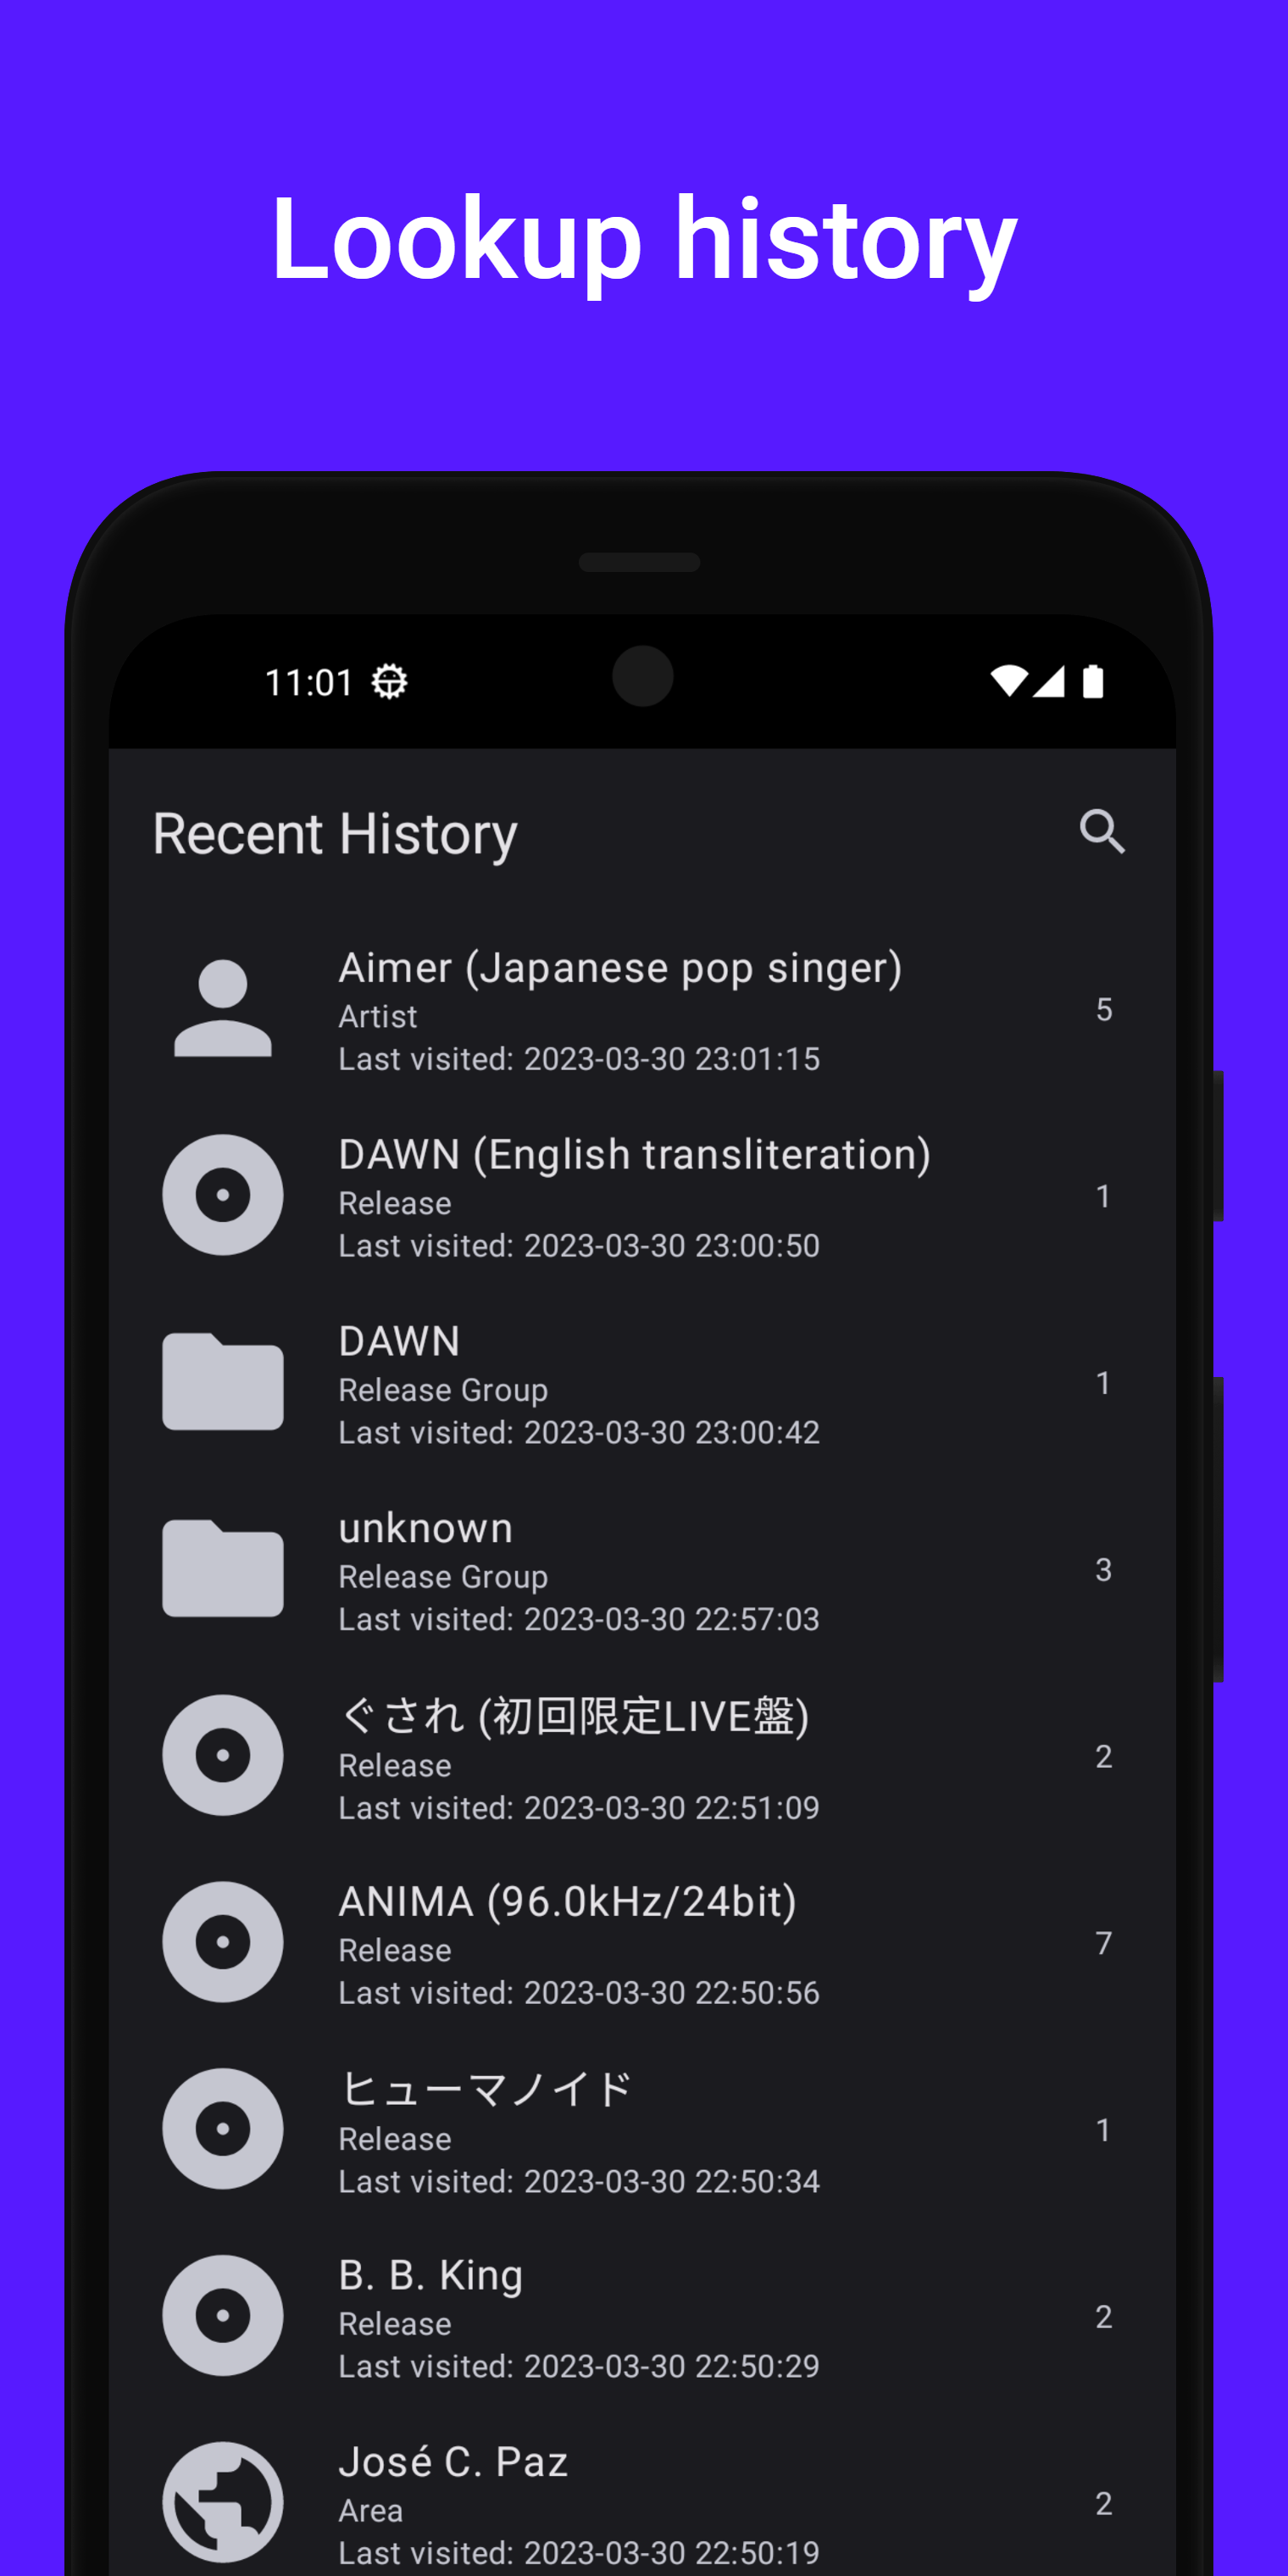 Lookup history
11:01
Recent History
Aimer (Japanese pop singer)
Artist
Last visited: 2023-03-30 23:01:15
5
DAWN (English transliteration)
Release
Last visited: 2023-03-30 23:00:50
1
DAWN
Release Group
Last visited: 2023-03-30 23:00:42
1
unknown
Release Group
Last visited: 2023-03-30 22:57:03
3
ぐされ (初回限定LIVE盤)
Release
Last visited: 2023-03-30 22:51:09
2
ANIMA (96.0kHz/24bit)
Release
Last visited: 2023-03-30 22:50:56
7
ヒューマノイド
Release
Last visited: 2023-03-30 22:50:34
1
B. B. King
Release
Last visited: 2023-03-30 22:50:29
2
José C. Paz
Area
Last visited: 2023-03-30 22:50:19
2